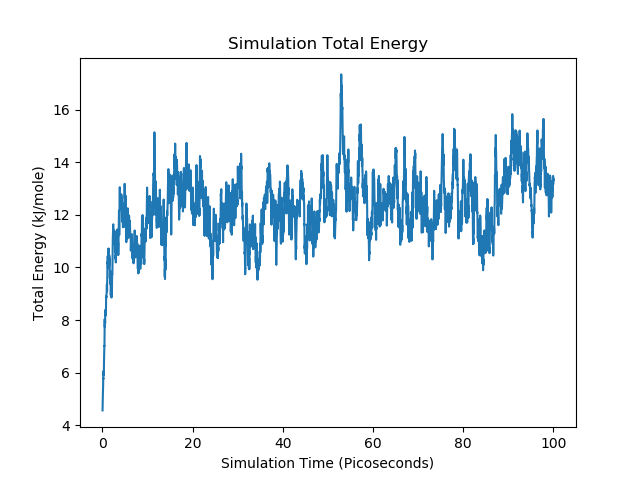 Simulation Total Energy
Total Energy (kJ/mole)
16
14
12
10
8
6
4
0 20 40 60 80 100
Simulation Time (Picoseconds)